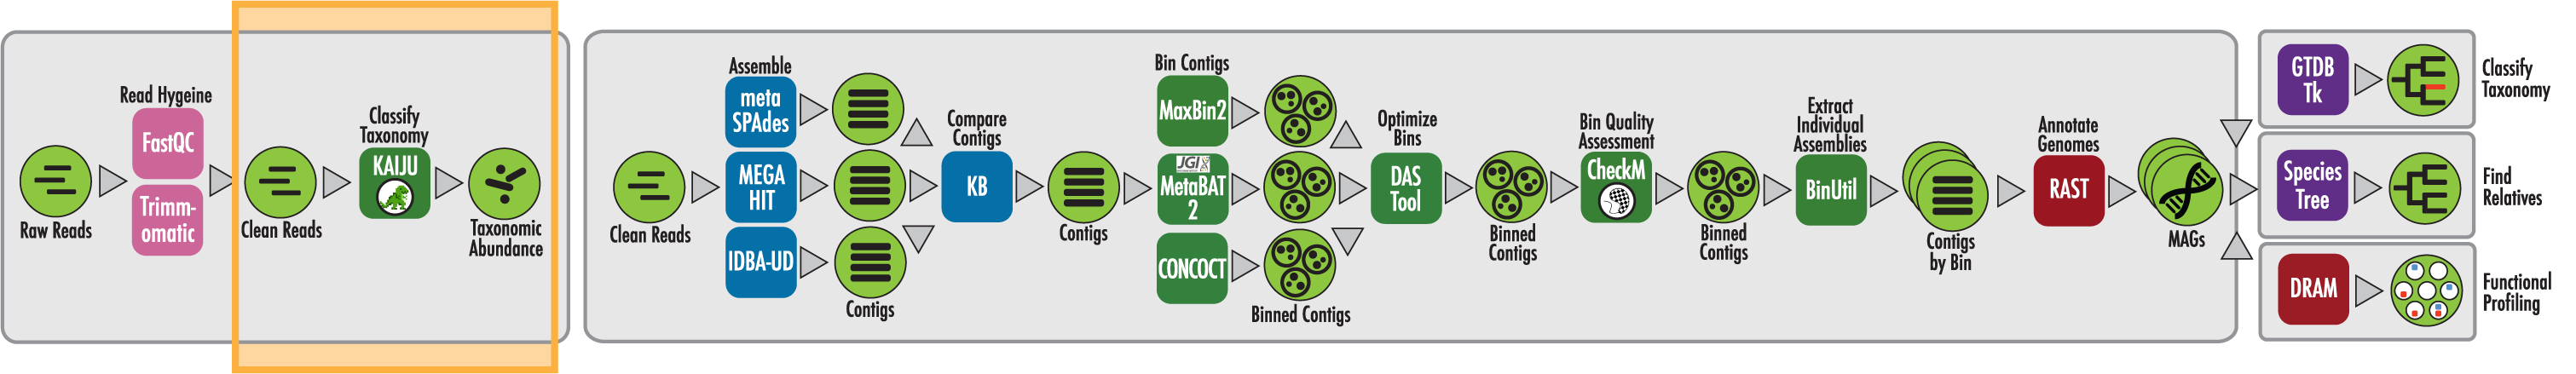 Raw Reads
Read Hygeine
FastQC
Trimm-
omatic
Clean Reads
Classify
Taxonomy
KAIJU
Taxonomic
Abundance
Clean Reads
Assemble
meta
SPAdes
MEGA
HIT
IDBA-UD
Contigs
Compare
Contigs
KB
Contigs
Bin Contigs
MaxBin2
JGI
MetaBAT
2
CONCOCT
Binned Contigs
Optimize
Bins
DAS
Tool
Binned
Contigs
Bin Quality
Assessment
CheckM
Binned
Contigs
Extract
Individual
Assemblies
BinUtil
Contigs
by Bin
Annotate
Genomes
RAST
MAGs
GTDB
Tk
Classify
Taxonomy
Species
Tree
Find
Relatives
DRAM
Functional
Profiling